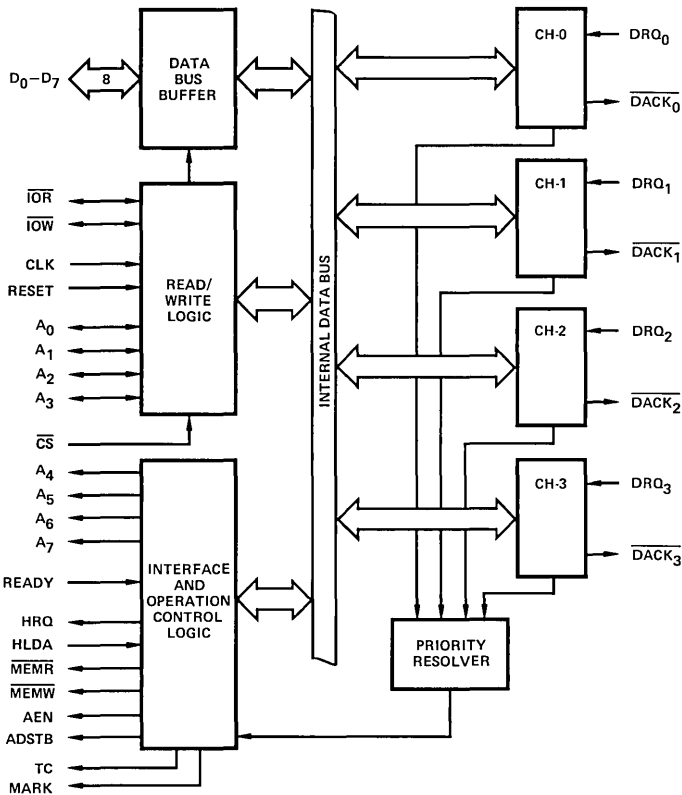 DATA
BUS
BUFFER
D₀–D₇
8
IOR
IOW
CLK
RESET
A₀
A₁
A₂
A₃
CS
READ/
WRITE
LOGIC
A₄
A₅
A₆
A₇
READY
HRQ
HLDA
MEMR
MEMW
AEN
ADSTB
TC
MARK
INTERFACE
AND
OPERATION
CONTROL
LOGIC
INTERNAL DATA BUS
CH-0
DRQ₀
DACK₀
CH-1
DRQ₁
DACK₁
CH-2
DRQ₂
DACK₂
CH-3
DRQ₃
DACK₃
PRIORITY
RESOLVER